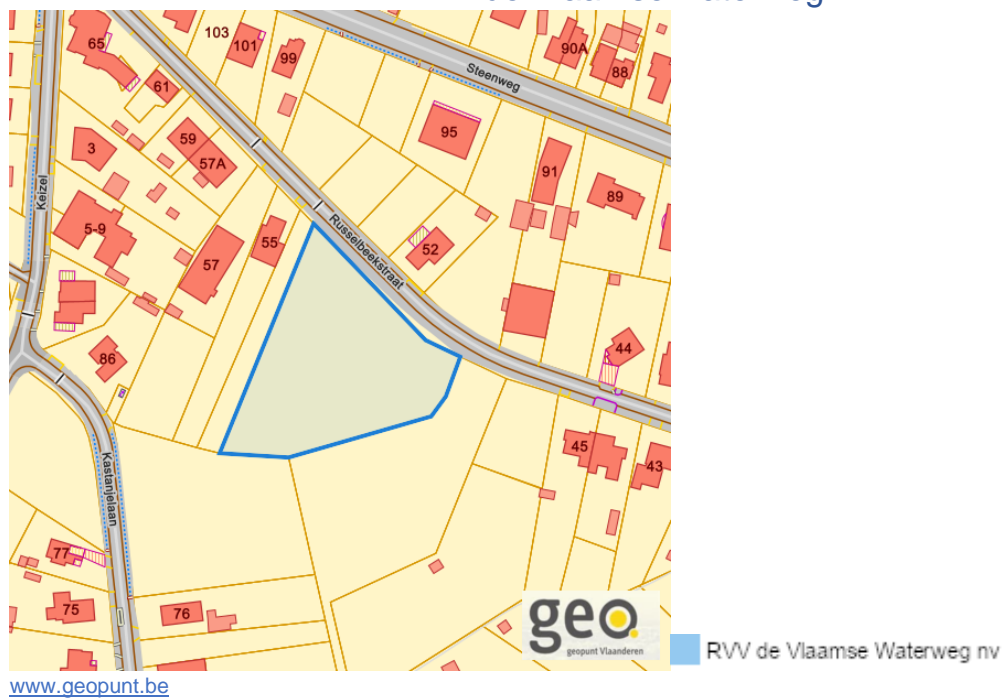 103
101
99
65
61
59
57A
3
5-9
57
55
86
Keizel
Steenweg
90A
88
95
91
89
52
Russelbeekstraat
44
45
43
Kastanjelaan
77
75
76
geo
geopunt Vlaanderen
RVV de Vlaamse Waterweg nv
www.geopunt.be